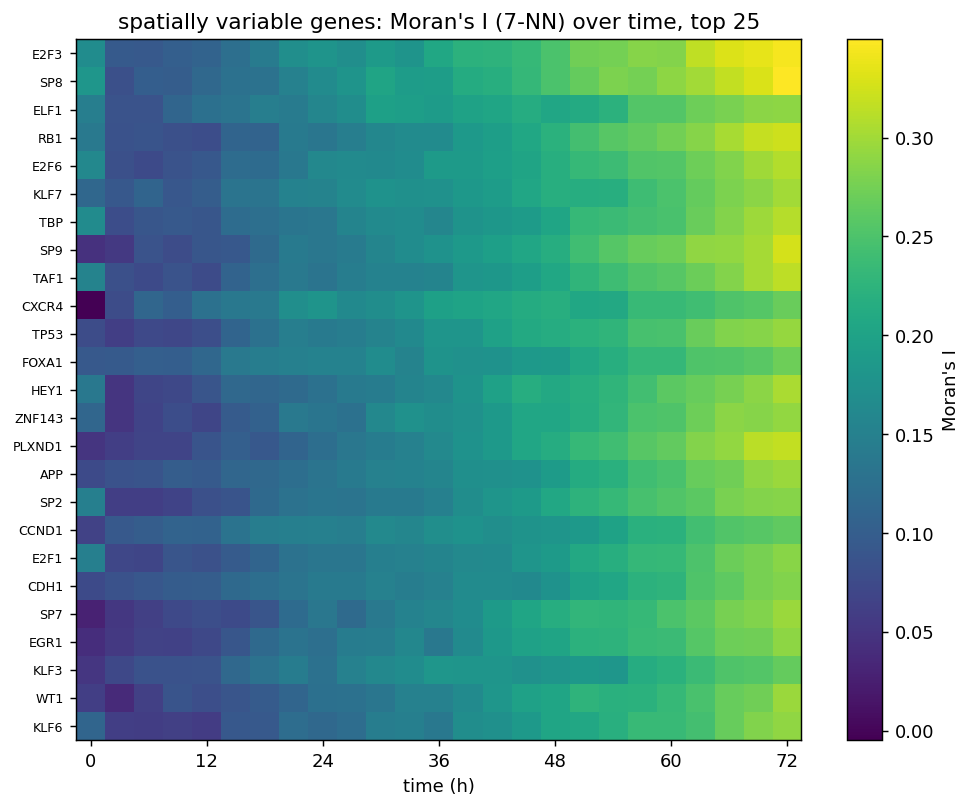 spatially variable genes: Moran's I (7-NN) over time, top 25
E2F3
SP8
ELF1
RB1
E2F6
KLF7
TBP
SP9
TAF1
CXCR4
TP53
FOXA1
HEY1
ZNF143
PLXND1
APP
SP2
CCND1
E2F1
CDH1
SP7
EGR1
KLF3
WT1
KLF6
0 12 24 36 48 60 72
time (h)
0.30
0.25
0.20
0.15
0.10
0.05
0.00
Moran's I